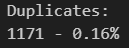 Duplicates:
1171 - 0.16%